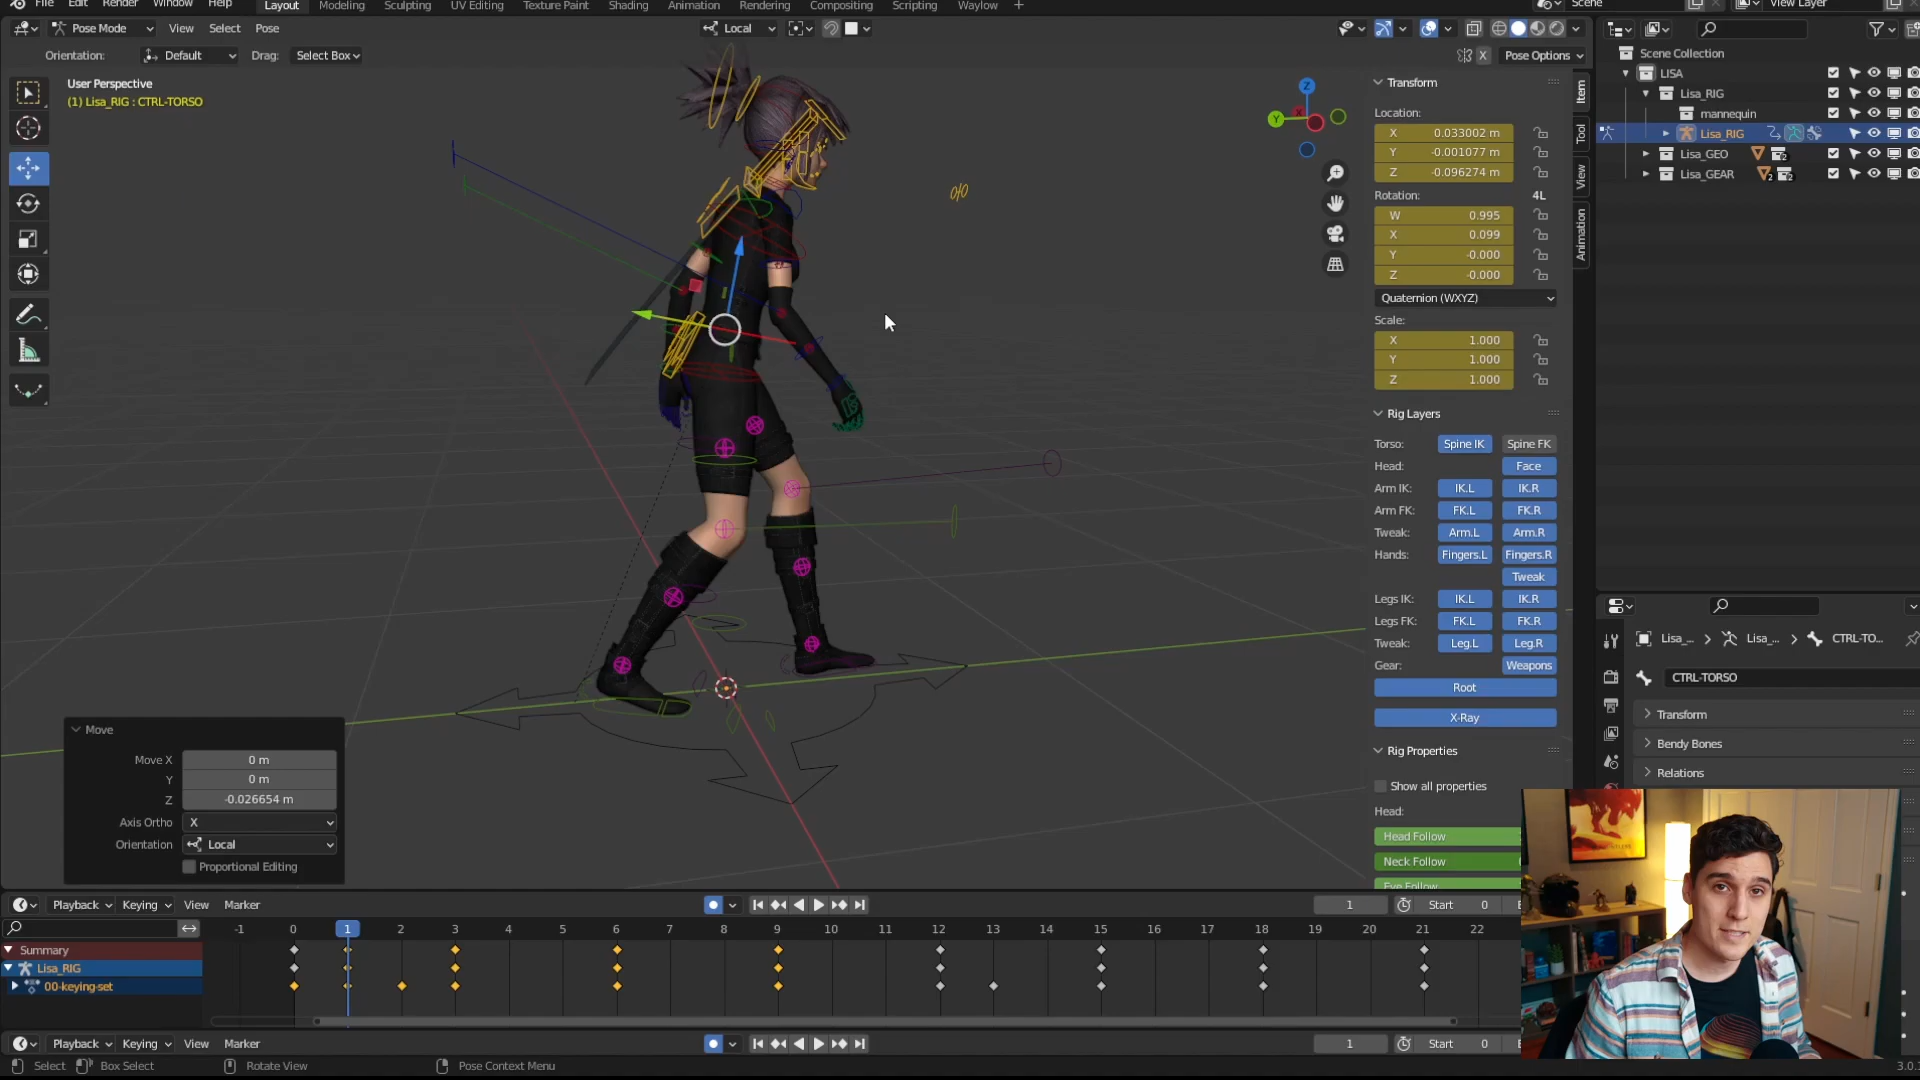 File Edit Render Window Help Layout Modeling Sculpting UV Editing Texture Paint Shading Animation Rendering Compositing Scripting Waylow + Scene View Layer
Pose Mode View Select Pose Local
Orientation: Default Drag: Select Box X Pose Options
User Perspective
(1) Lisa_RIG : CTRL-TORSO
Z
Y
Transform
Location:
X 0.033002 m
Y -0.001077 m
Z -0.096274 m
Rotation: 4L
W 0.995
X 0.099
Y -0.000
Z -0.000
Quaternion (WXYZ)
Scale:
X 1.000
Y 1.000
Z 1.000
Rig Layers
Torso: Spine IK Spine FK
Head: Face
Arm IK: IK.L IK.R
Arm FK: FK.L FK.R
Tweak: Arm.L Arm.R
Hands: Fingers.L Fingers.R
Tweak
Legs IK: IK.L IK.R
Legs FK: FK.L FK.R
Tweak: Leg.L Leg.R
Gear: Weapons
Root
X-Ray
Rig Properties
Show all properties
Head:
Head Follow
Neck Follow
Eye Follow
Item
Tool
View
Animation
Scene Collection
LISA
Lisa_RIG
mannequin
Lisa_RIG
Lisa_GEO 2
Lisa_GEAR 2 2
Lisa_... Lisa_... CTRL-TO...
CTRL-TORSO
Transform
Bendy Bones
Relations
Move
Move X 0 m
Y 0 m
Z -0.026654 m
Axis Ortho X
Orientation Local
Proportional Editing
Playback Keying View Marker 1 Start 0
-1 0 1 2 3 4 5 6 7 8 9 10 11 12 13 14 15 16 17 18 19 20 21 22
Summary
Lisa_RIG
00-keying-set
Playback Keying View Marker 1 Start 0
Select Box Select Rotate View Pose Context Menu